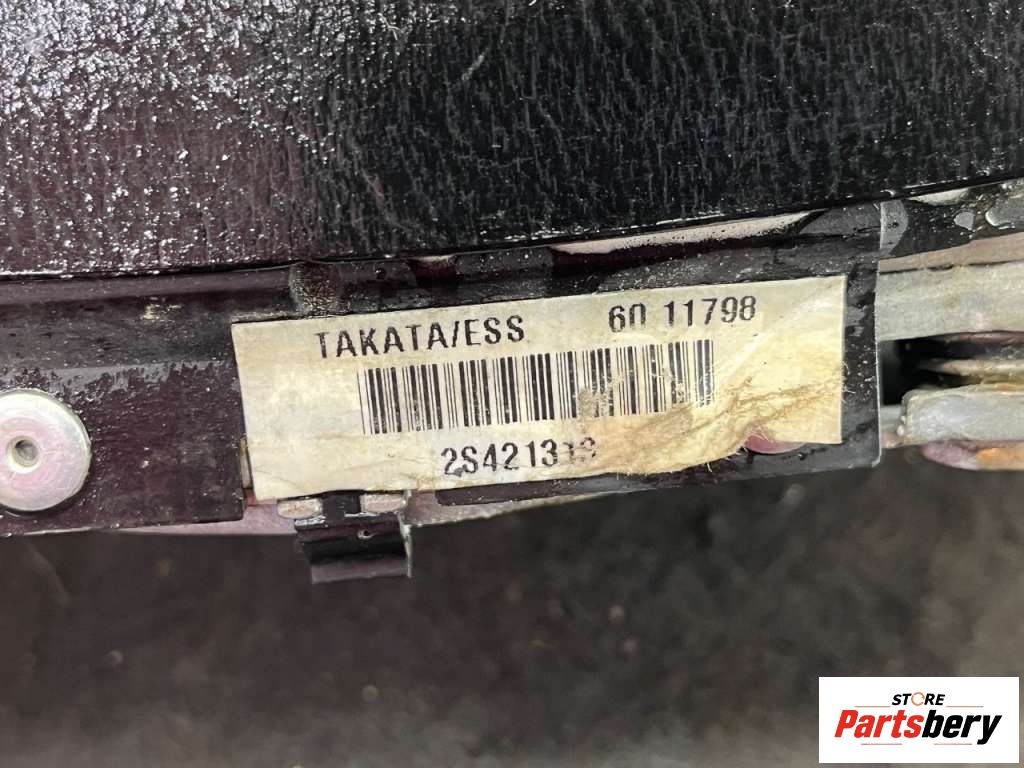 TAKATA/ESS 60 11798
STORE
Partsbery